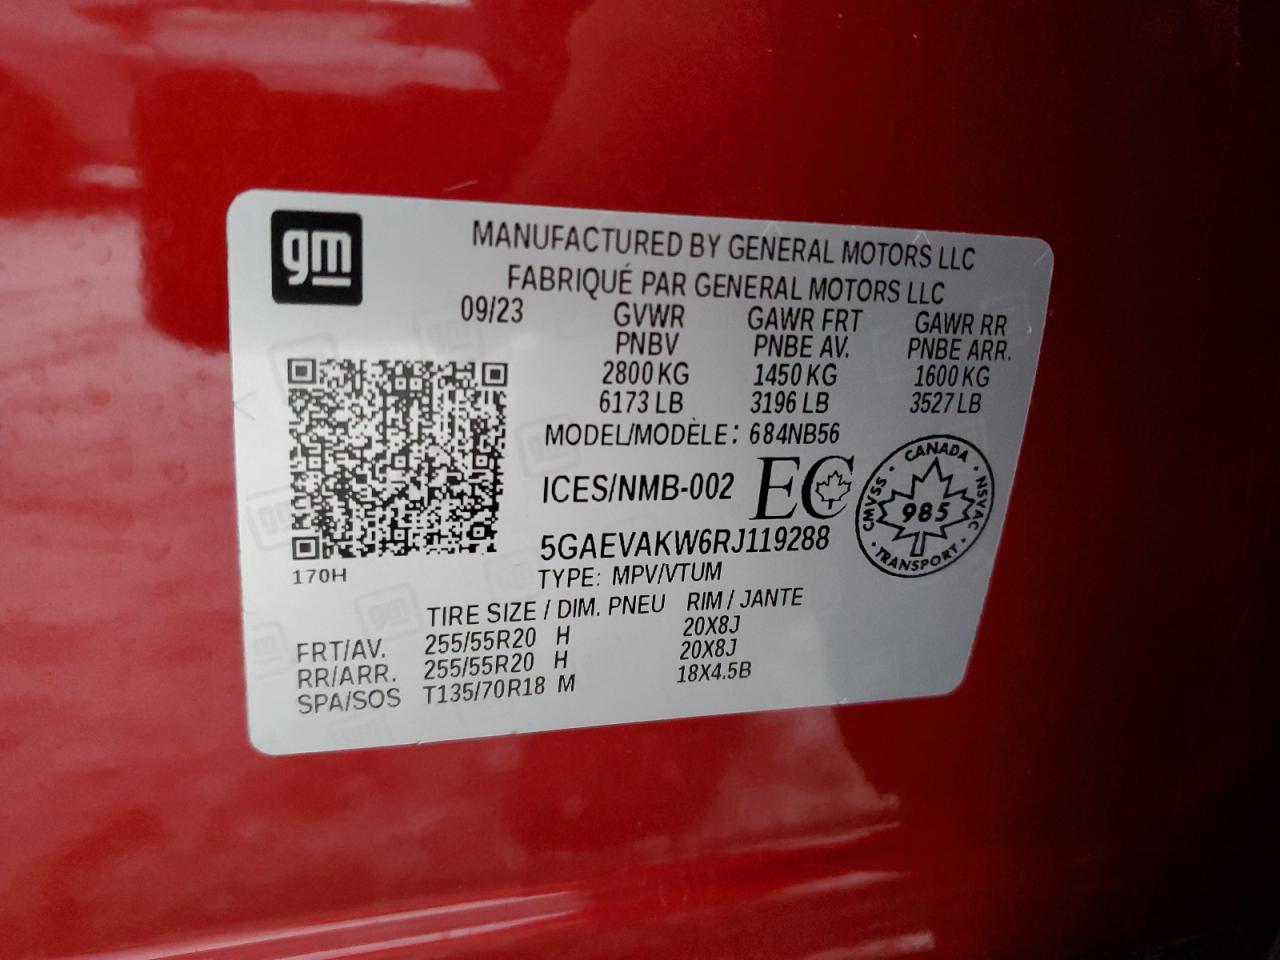 gm
MANUFACTURED BY GENERAL MOTORS LLC
FABRIQUÉ PAR GENERAL MOTORS LLC
09/23 GVWR GAWR FRT GAWR RR
PNBV PNBE AV. PNBE ARR.
2800 KG 1450 KG 1600 KG
6173 LB 3196 LB 3527 LB
MODEL/MODÈLE: 684NB56
ICES/NMB-002 EC
CANADA
CMVSS 985 NSVAC
TRANSPORT
5GAEVAKW6RJ119288
170H
TYPE: MPV/VTUM
TIRE SIZE / DIM. PNEU RIM / JANTE
FRT/AV. 255/55R20 H 20X8J
RR/ARR. 255/55R20 H 20X8J
SPA/SOS T135/70R18 M 18X4.5B